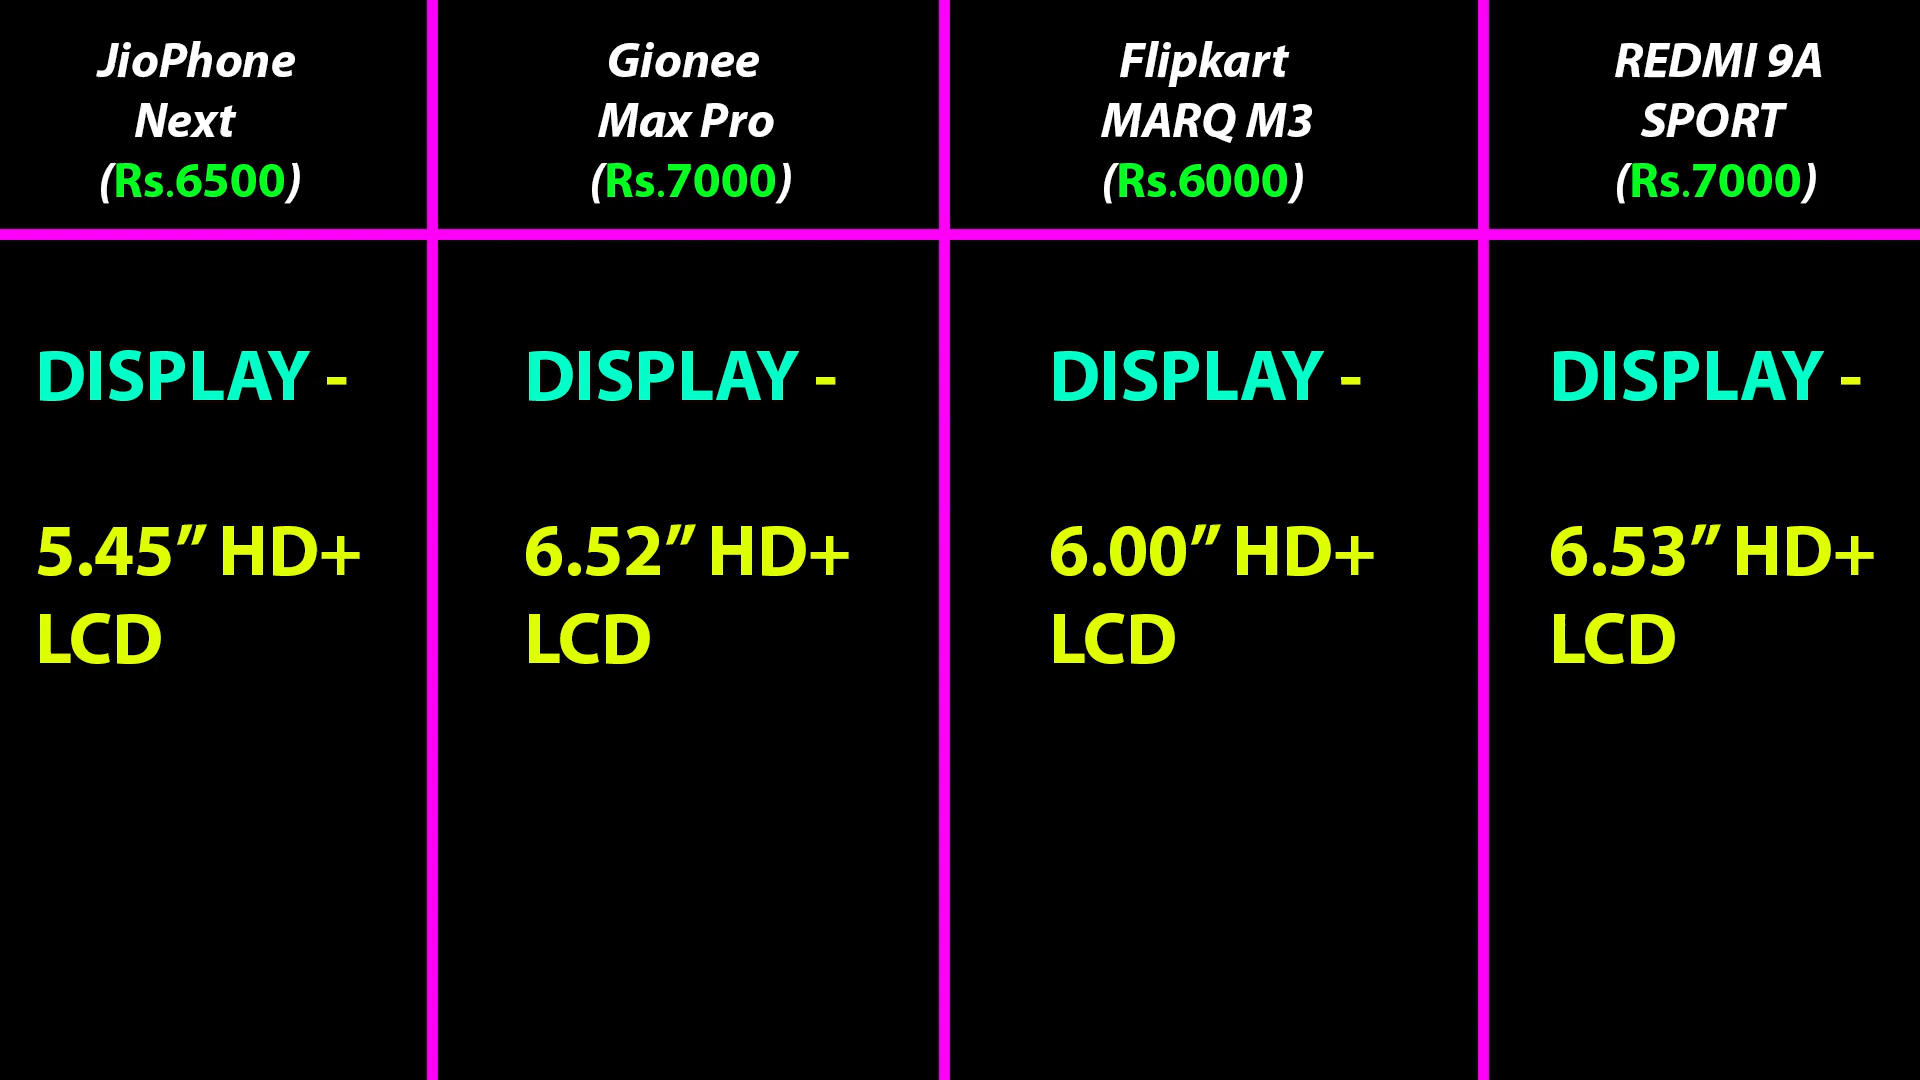 JioPhone
Next
(Rs.6500)
DISPLAY -
5.45” HD+
LCD
Gionee
Max Pro
(Rs.7000)
DISPLAY -
6.52” HD+
LCD
Flipkart
MARQ M3
(Rs.6000)
DISPLAY -
6.00” HD+
LCD
REDMI 9A
SPORT
(Rs.7000)
DISPLAY -
6.53” HD+
LCD